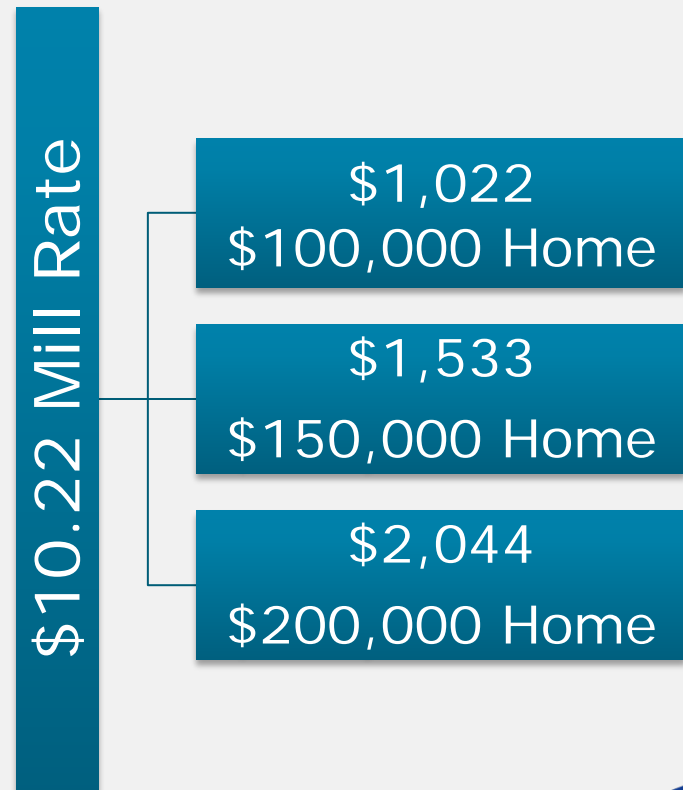 $10.22 Mill Rate
$1,022
$100,000 Home
$1,533
$150,000 Home
$2,044
$200,000 Home